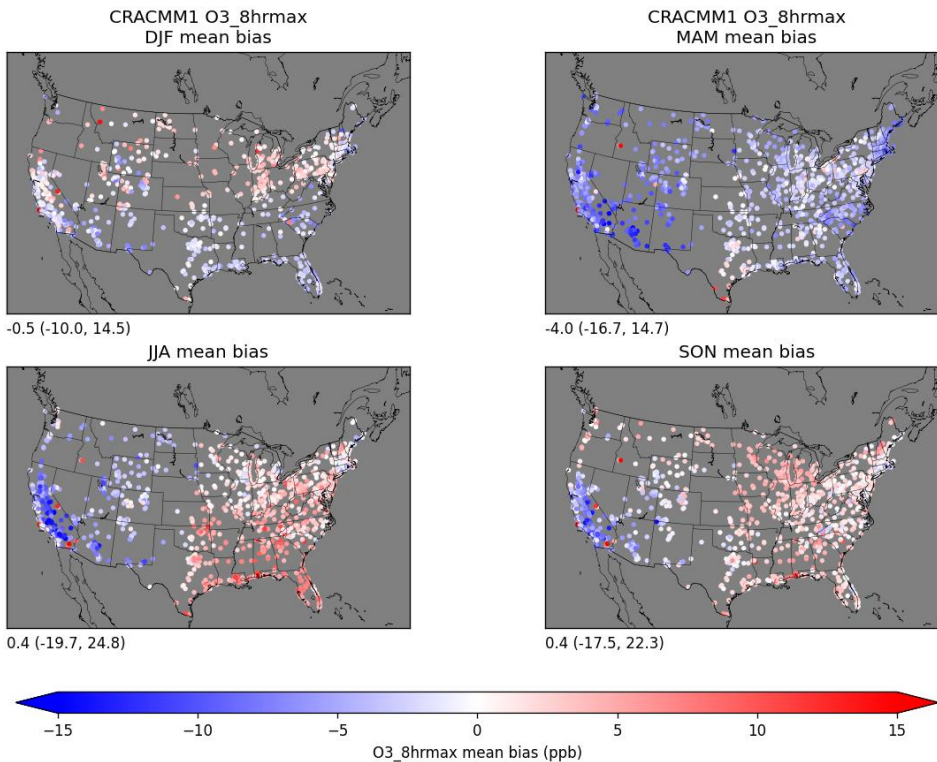 CRACMM1 O3_8hrmax
DJF mean bias
CRACMM1 O3_8hrmax
MAM mean bias
-0.5 (-10.0, 14.5)
-4.0 (-16.7, 14.7)
JJA mean bias
SON mean bias
0.4 (-19.7, 24.8)
0.4 (-17.5, 22.3)
−15 −10 −5 0 5 10 15
O3_8hrmax mean bias (ppb)